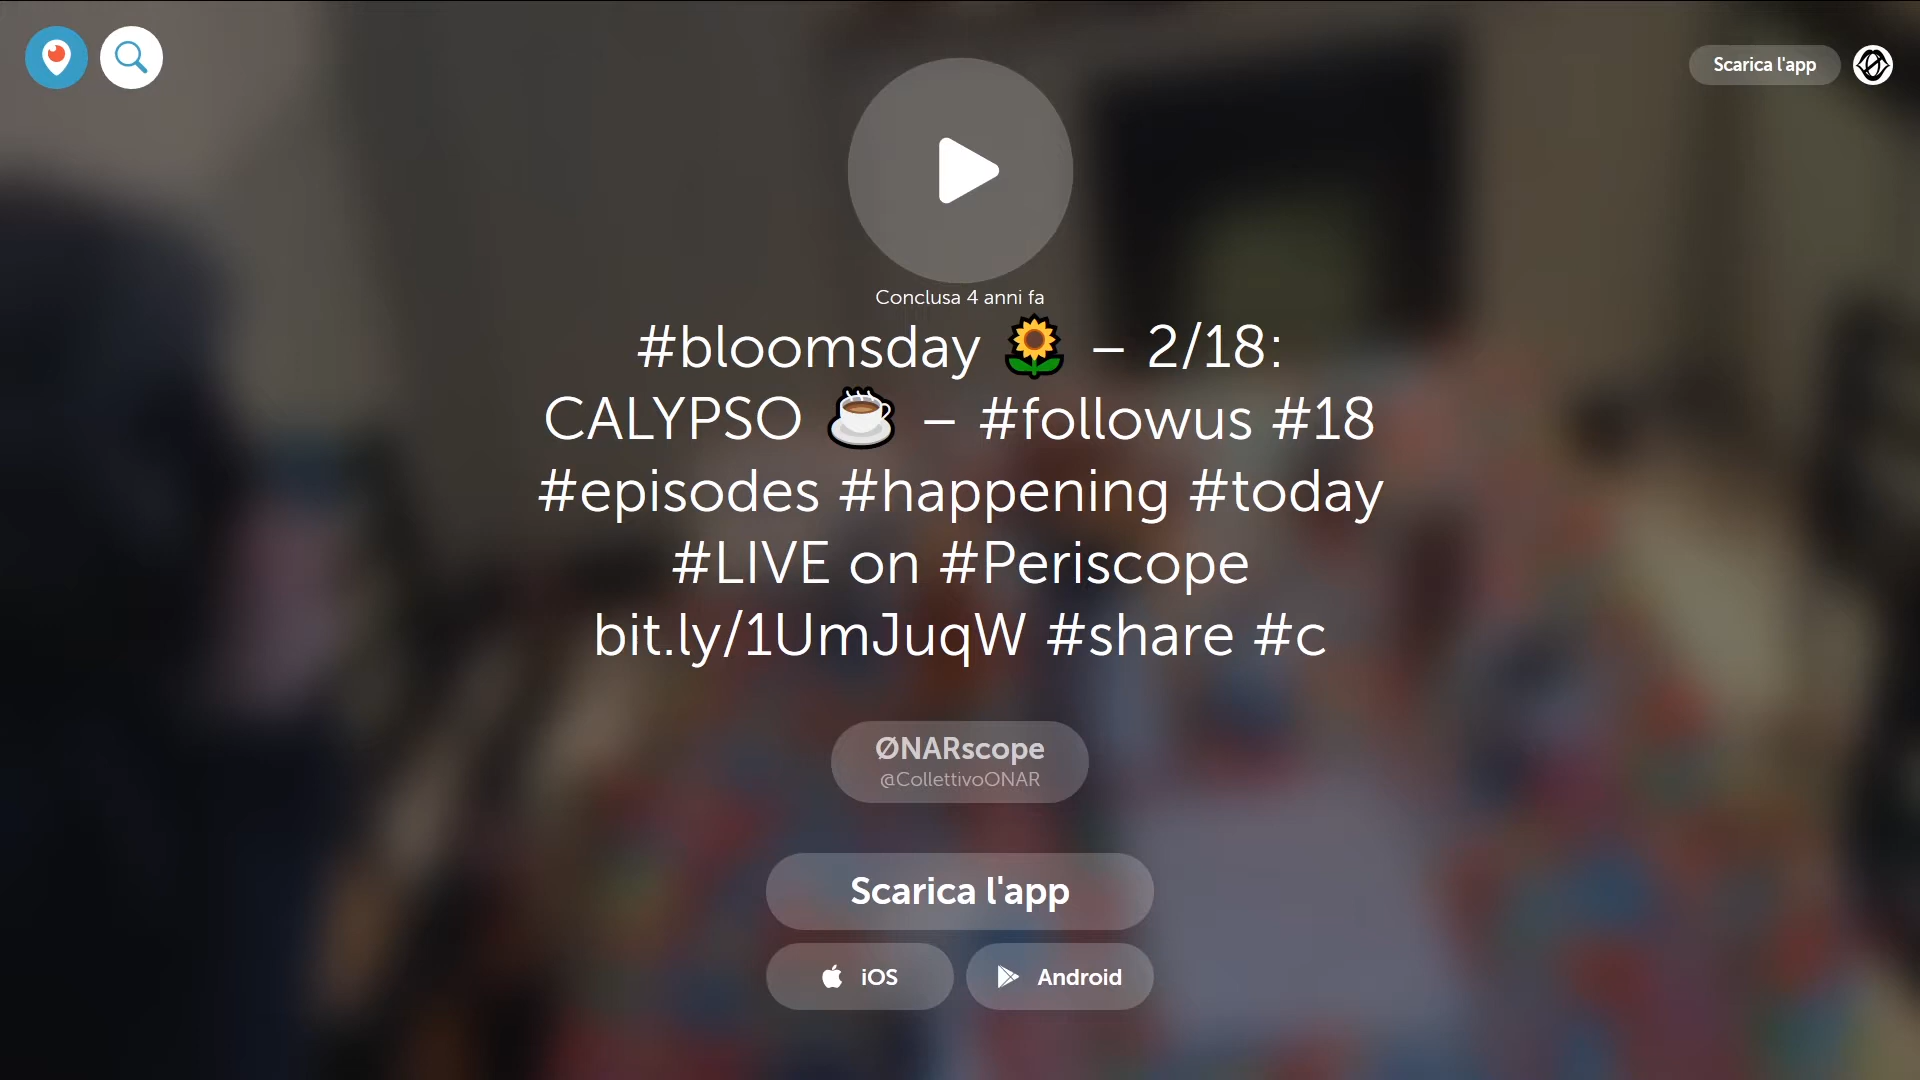 Scarica l'app
Conclusa 4 anni fa
#bloomsday 🌻 – 2/18:
CALYPSO ☕ – #followus #18
#episodes #happening #today
#LIVE on #Periscope
bit.ly/1UmJuqW #share #c
ØNARscope
@CollettivoONAR
Scarica l'app
iOS
Android